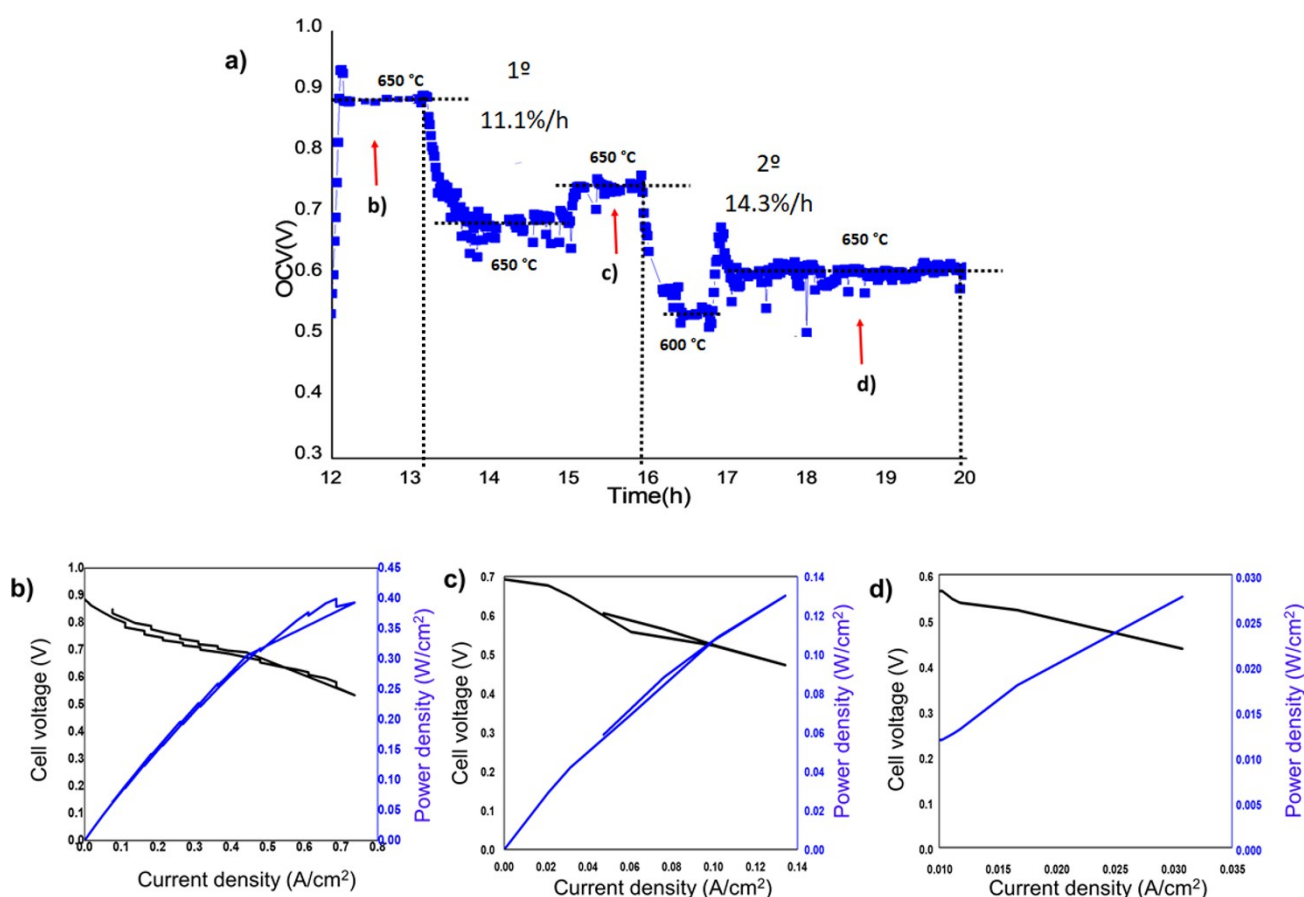 a)
OCV(V)
1.0
0.9
0.8
0.7
0.6
0.5
0.4
0.3
650 °C
1º
11.1%/h
b)
650 °C
650 °C
c)
2º
14.3%/h
600 °C
650 °C
d)
12 13 14 15 16 17 18 19 20
Time(h)
b)
Cell voltage (V)
1.0
0.9
0.8
0.7
0.6
0.5
0.4
0.3
0.2
0.1
0.0
0.0 0.1 0.2 0.3 0.4 0.5 0.6 0.7 0.8
Current density (A/cm²)
0.45
0.40
0.35
0.30
0.25
0.20
0.15
0.10
0.05
0.00
Power density (W/cm²)
c)
Cell voltage (V)
0.7
0.6
0.5
0.4
0.3
0.2
0.1
0.0
0.00 0.02 0.04 0.06 0.08 0.10 0.12 0.14
Current density (A/cm²)
0.14
0.12
0.10
0.08
0.06
0.04
0.02
0.00
Power density (W/cm²)
d)
Cell voltage (V)
0.6
0.5
0.4
0.3
0.2
0.1
0.0
0.010 0.015 0.020 0.025 0.030 0.035
Current density (A/cm²)
0.030
0.025
0.020
0.015
0.010
0.005
0.000
Power density (W/cm²)